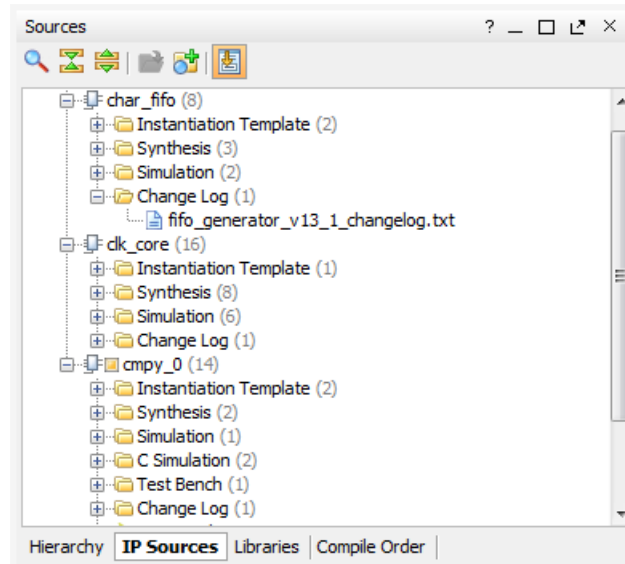 Sources
char_fifo (8)
Instantiation Template (2)
Synthesis (3)
Simulation (2)
Change Log (1)
fifo_generator_v13_1_changelog.txt
clk_core (16)
Instantiation Template (1)
Synthesis (8)
Simulation (6)
Change Log (1)
cmpy_0 (14)
Instantiation Template (2)
Synthesis (2)
Simulation (1)
C Simulation (2)
Test Bench (1)
Change Log (1)
Hierarchy IP Sources Libraries Compile Order